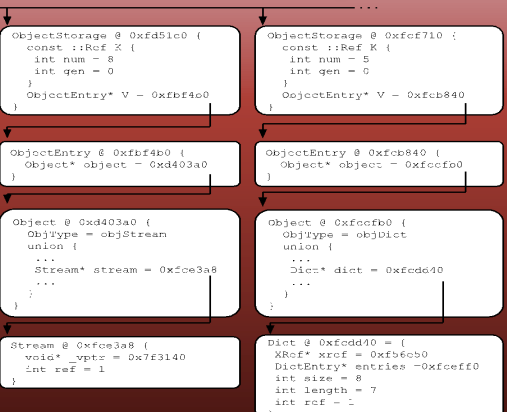 ...
ObjectStorage @ 0xfd51c0 {
const ::Ref K {
int num = 8
int gen = 0
}
ObjectEntry* V = 0xfbf4b0
}
ObjectEntry @ 0xfbf4b0 {
Object* object = 0xd403a0
}
Object @ 0xd403a0 {
ObjType = objStream
union {
...
Stream* stream = 0xfce3a8
...
}
}
Stream @ 0xfce3a8 {
void* _vptr = 0x7f3140
int ref = 1
}
ObjectStorage @ 0xfcf710 {
const ::Ref K {
int num = 5
int gen = 0
}
ObjectEntry* V = 0xfcb840
}
ObjectEntry @ 0xfcb840 {
Object* object = 0xfccfb0
}
Object @ 0xfccfb0 {
ObjType = objDict
union {
...
Dict* dict = 0xfcdd40
...
}
}
Dict @ 0xfcdd40 = {
XRef* xref = 0xf56c50
DictEntry* entries =0xfceff0
int size = 8
int length = 7
int ref = 1
}